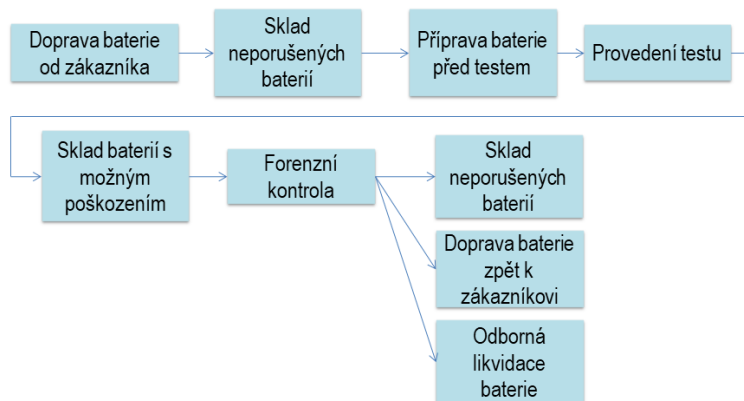 Doprava baterie
od zákazníka
Sklad
neporušených
baterií
Příprava baterie
před testem
Provedení testu
Sklad baterií s
možným
poškozením
Forenzní
kontrola
Sklad
neporušených
baterií
Doprava baterie
zpět k
zákazníkovi
Odborná
likvidace
baterie